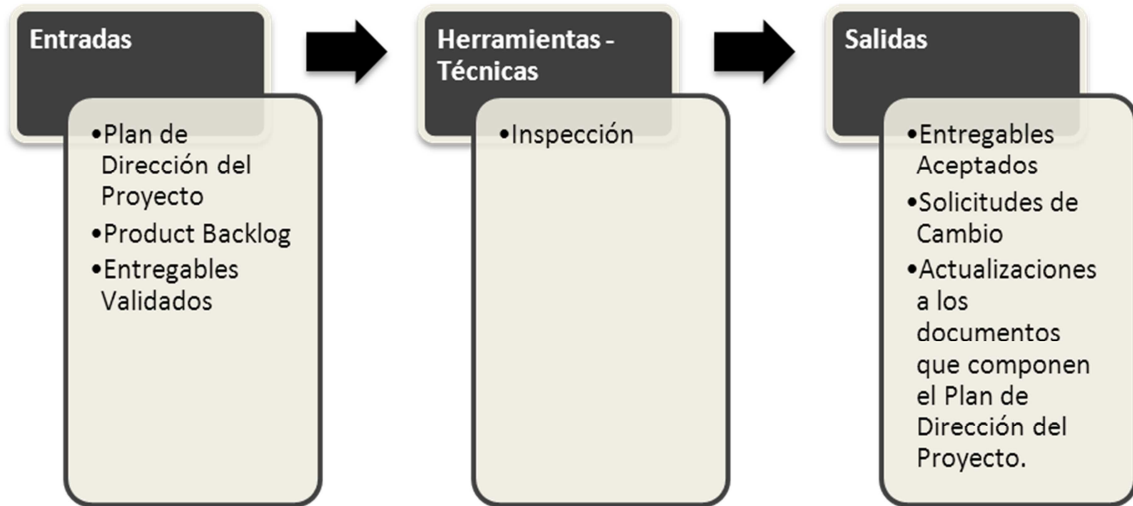 Entradas
•Plan de
Dirección del
Proyecto
•Product Backlog
•Entregables
Validados
Herramientas -
Técnicas
•Inspección
Salidas
•Entregables
Aceptados
•Solicitudes de
Cambio
•Actualizaciones
a los
documentos
que componen
el Plan de
Dirección del
Proyecto.